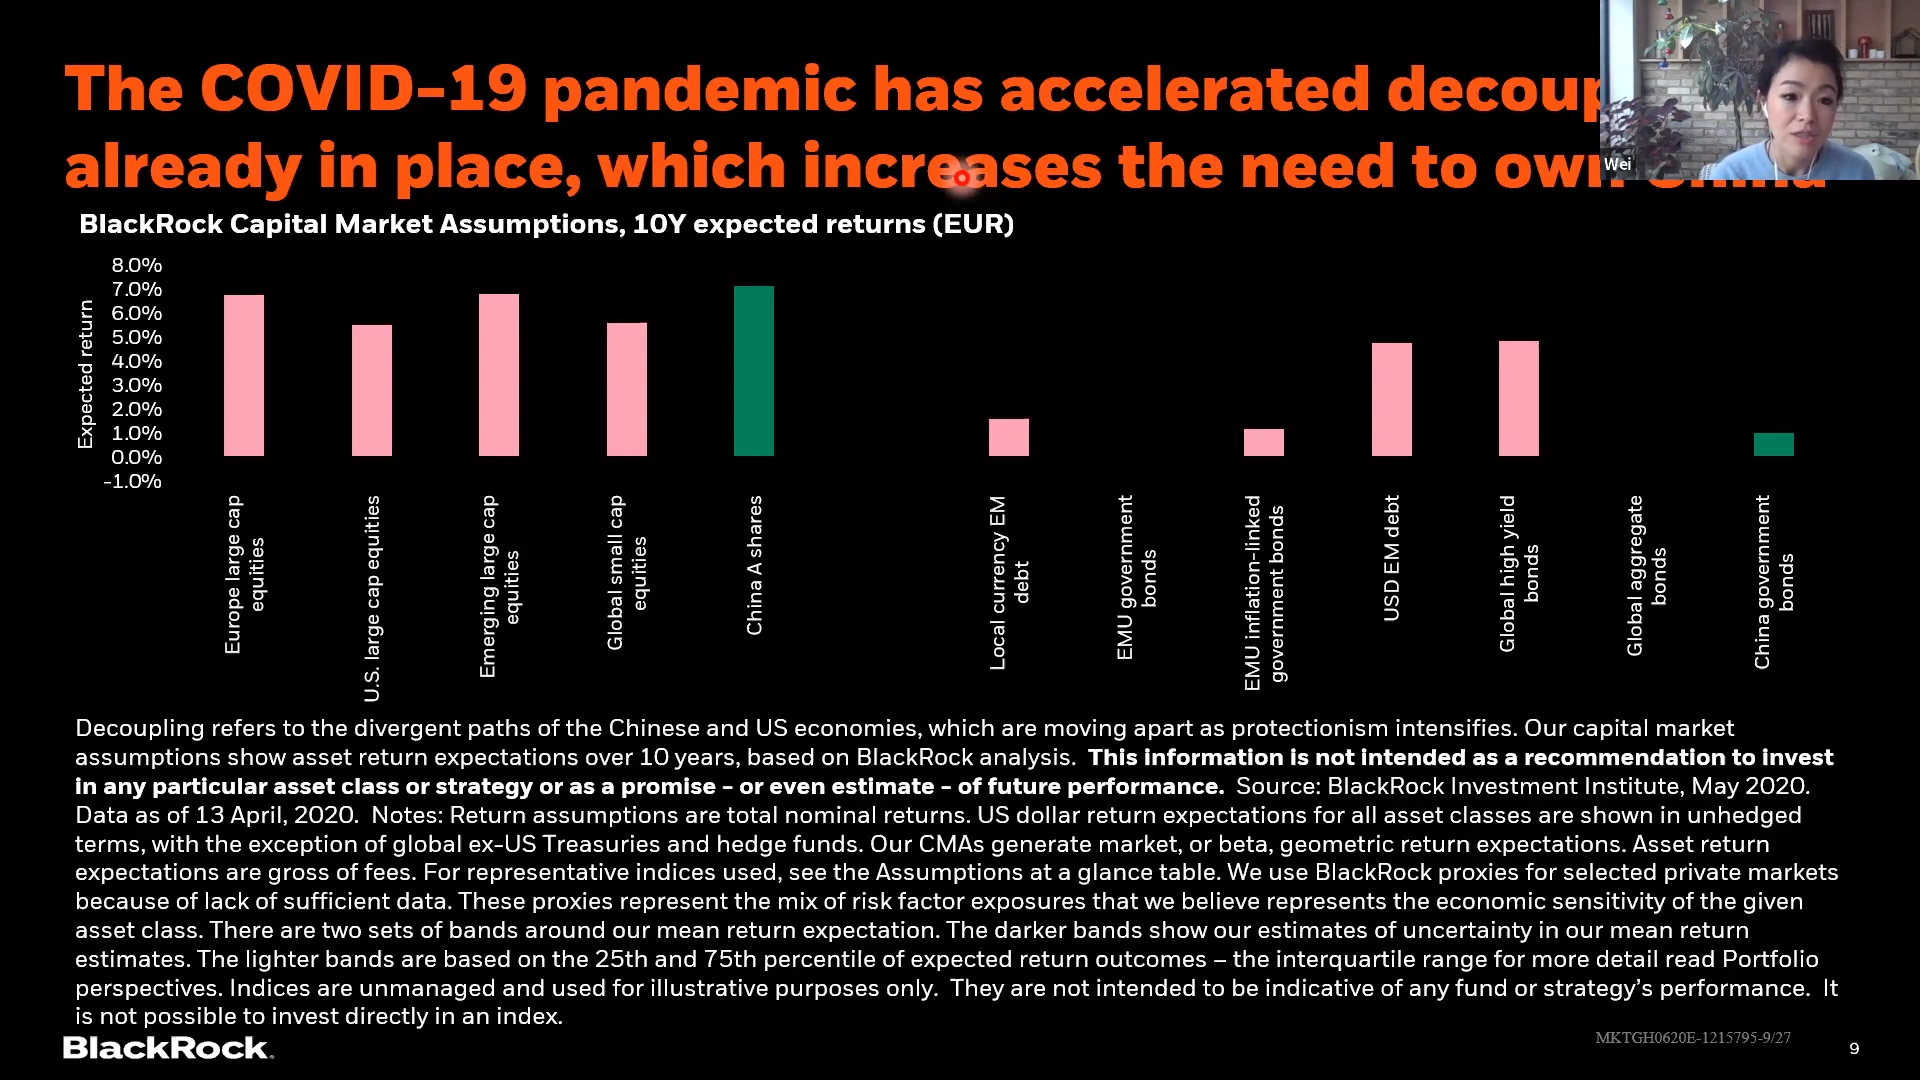 The COVID-19 pandemic has accelerated
already in place, which increases the need to own China
Wei
BlackRock Capital Market Assumptions, 10Y expected returns (EUR)
Expected return
8.0%
7.0%
6.0%
5.0%
4.0%
3.0%
2.0%
1.0%
0.0%
-1.0%
Europe large cap
equities
U.S. large cap equities
Emerging large cap
equities
Global small cap
equities
China A shares
Local currency EM
debt
EMU government
bonds
EMU inflation-linked
government bonds
USD EM debt
Global high yield
bonds
Global aggregate
bonds
China government
bonds
Decoupling refers to the divergent paths of the Chinese and US economies, which are moving apart as protectionism intensifies. Our capital market
assumptions show asset return expectations over 10 years, based on BlackRock analysis. This information is not intended as a recommendation to invest
in any particular asset class or strategy or as a promise – or even estimate – of future performance. Source: BlackRock Investment Institute, May 2020.
Data as of 13 April, 2020. Notes: Return assumptions are total nominal returns. US dollar return expectations for all asset classes are shown in unhedged
terms, with the exception of global ex-US Treasuries and hedge funds. Our CMAs generate market, or beta, geometric return expectations. Asset return
expectations are gross of fees. For representative indices used, see the Assumptions at a glance table. We use BlackRock proxies for selected private markets
because of lack of sufficient data. These proxies represent the mix of risk factor exposures that we believe represents the economic sensitivity of the given
asset class. There are two sets of bands around our mean return expectation. The darker bands show our estimates of uncertainty in our mean return
estimates. The lighter bands are based on the 25th and 75th percentile of expected return outcomes – the interquartile range for more detail read Portfolio
perspectives. Indices are unmanaged and used for illustrative purposes only. They are not intended to be indicative of any fund or strategy's performance. It
is not possible to invest directly in an index.
BlackRock.
MKTGH0620E-1215795-9/27
9